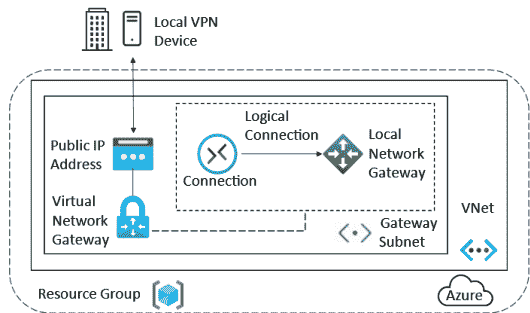 Local VPN
Device
Public IP
Address
Logical
Connection
Connection
Local
Network
Gateway
Virtual
Network
Gateway
Gateway
Subnet
VNet
Resource Group
Azure